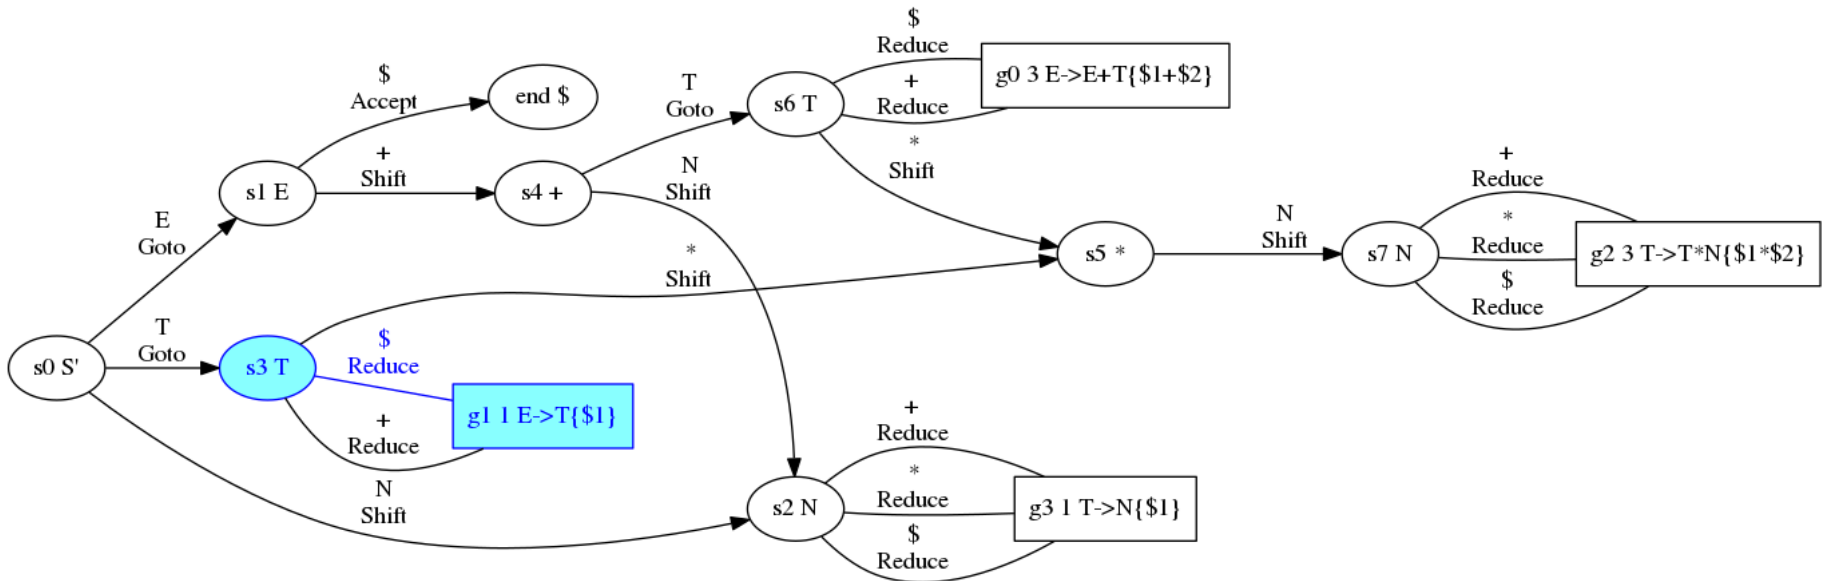 $
Reduce
g0 3 E->E+T{$1+$2}
+
Reduce
$
Accept
end $
T
Goto
s6 T
*
Shift
N
Shift
+
Shift
s1 E
s4 +
E
Goto
*
Shift
s5 *
N
Shift
s7 N
+
Reduce
*
Reduce
$
Reduce
g2 3 T->T*N{$1*$2}
s0 S'
T
Goto
s3 T
$
Reduce
g1 1 E->T{$1}
+
Reduce
N
Shift
s2 N
+
Reduce
*
Reduce
$
Reduce
g3 1 T->N{$1}